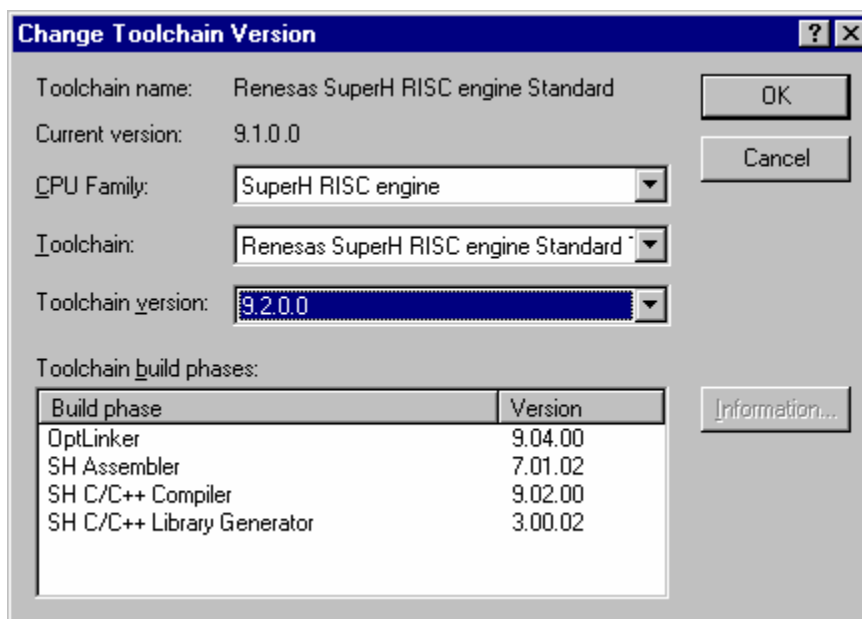 Change Toolchain Version
Toolchain name: Renesas SuperH RISC engine Standard
OK
Current version: 9.1.0.0
Cancel
CPU Family: SuperH RISC engine
Toolchain: Renesas SuperH RISC engine Standard
Toolchain version: 9.2.0.0
Toolchain build phases:
Build phase Version
Information...
OptLinker 9.04.00
SH Assembler 7.01.02
SH C/C++ Compiler 9.02.00
SH C/C++ Library Generator 3.00.02